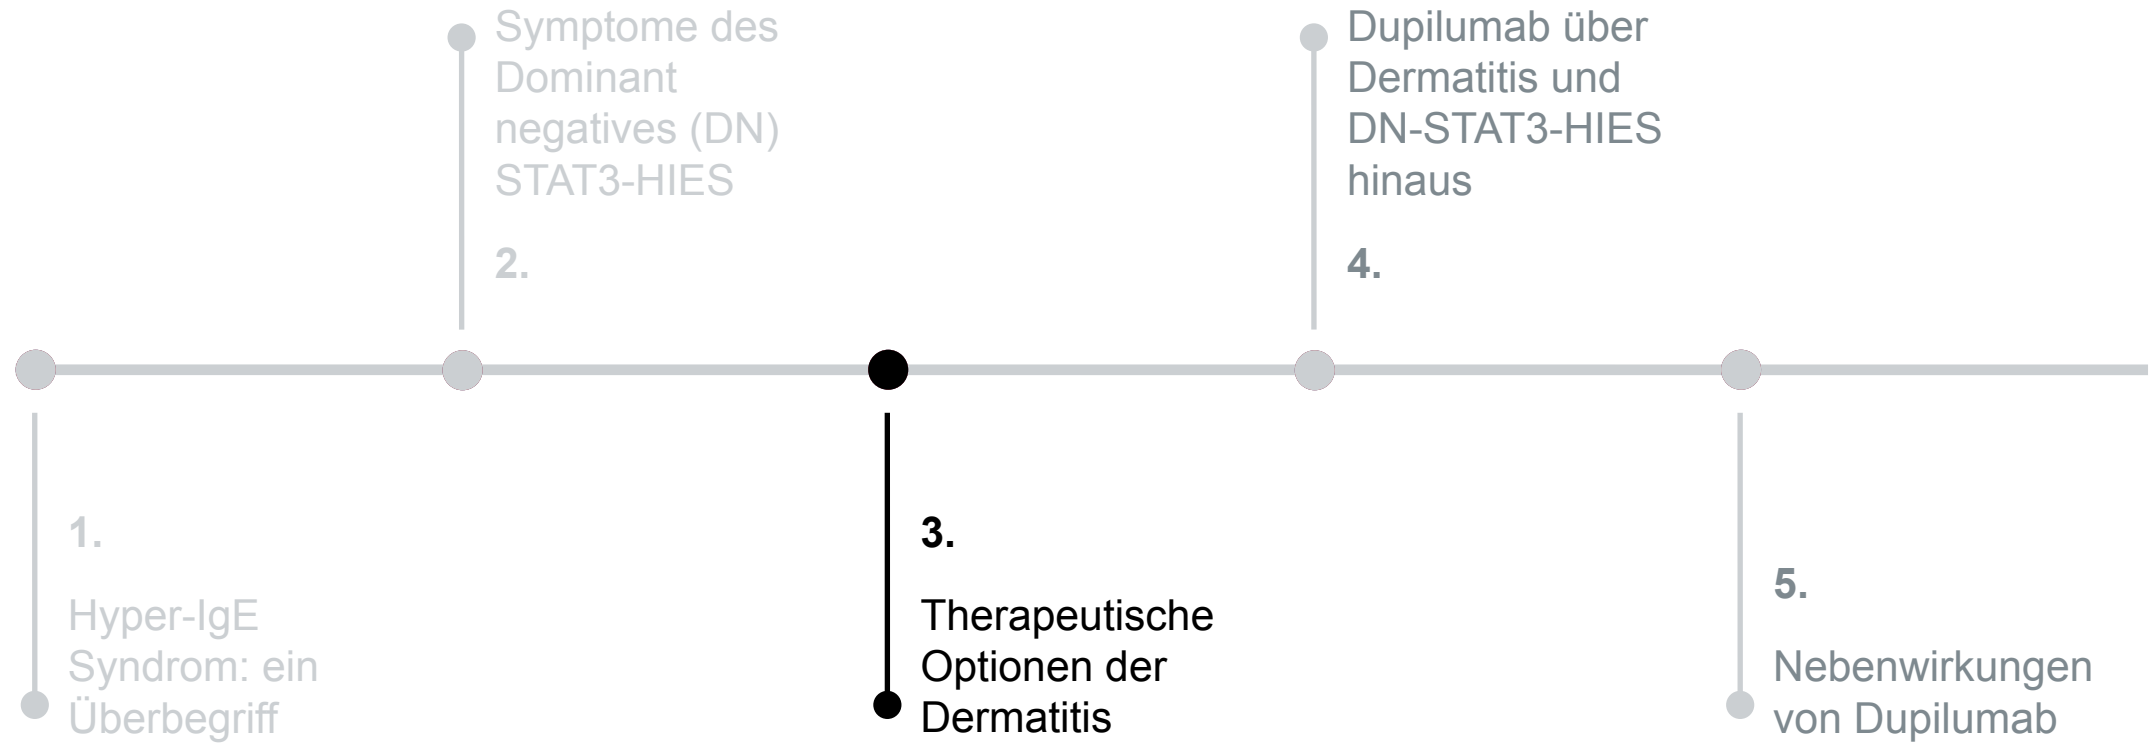 1.
Hyper-IgE
Syndrom: ein
Überbegriff
Symptome des
Dominant
negatives (DN)
STAT3-HIES
2.
3.
Therapeutische
Optionen der
Dermatitis
Dupilumab über
Dermatitis und
DN-STAT3-HIES
hinaus
4.
5.
Nebenwirkungen
von Dupilumab